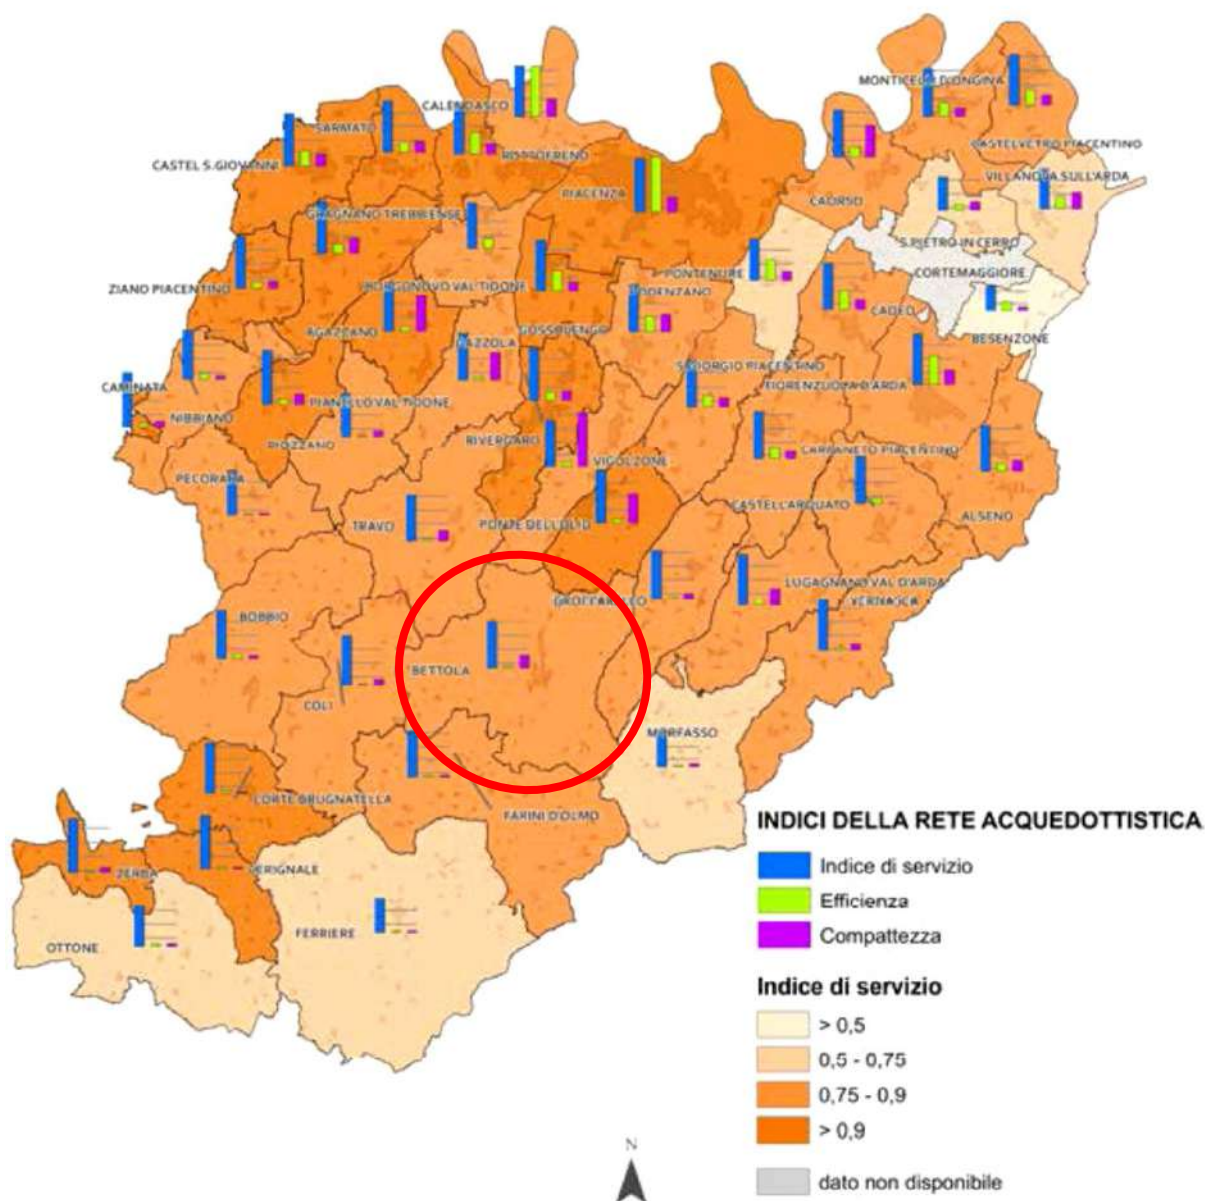 MONTICELLI D'ONGINA
CALENDASCO
SARMATO
CASTELVETRO PIACENTINO
ROTTOFRENO
CASTEL S.GIOVANNI
VILLANOVA SULL'ARDA
PIACENZA
CAORSO
GRAGNANO TREBBIENSE
S.PIETRO IN CERRO
PONTENURE
CORTEMAGGIORE
ZIANO PIACENTINO
BORGONOVO VAL TIDONE
PODENZANO
CADEO
AGAZZANO
GOSSOLENGO
BESENZONE
GAZZOLA
S.GIORGIO PIACENTINO
FIORENZUOLA D'ARDA
CAMINATA
PIANELLO VAL TIDONE
NIBBIANO
PIOZZANO
RIVERGARO
CARPANETO PIACENTINO
VIGOLZONE
PECORARA
CASTELL'ARQUATO
ALSENO
TRAVO
PONTE DELL'OLIO
LUGAGNANO VAL D'ARDA
GROPPARELLO
VERNASCA
BOBBIO
BETTOLA
COLI
MORFASSO
CORTE BRUGNATELLA
FARINI D'OLMO
CERIGNALE
ZERBA
FERRIERE
OTTONE
INDICI DELLA RETE ACQUEDOTTISTICA
Indice di servizio
Efficienza
Compattezza
Indice di servizio
> 0,5
0,5 - 0,75
0,75 - 0,9
> 0,9
dato non disponibile
N